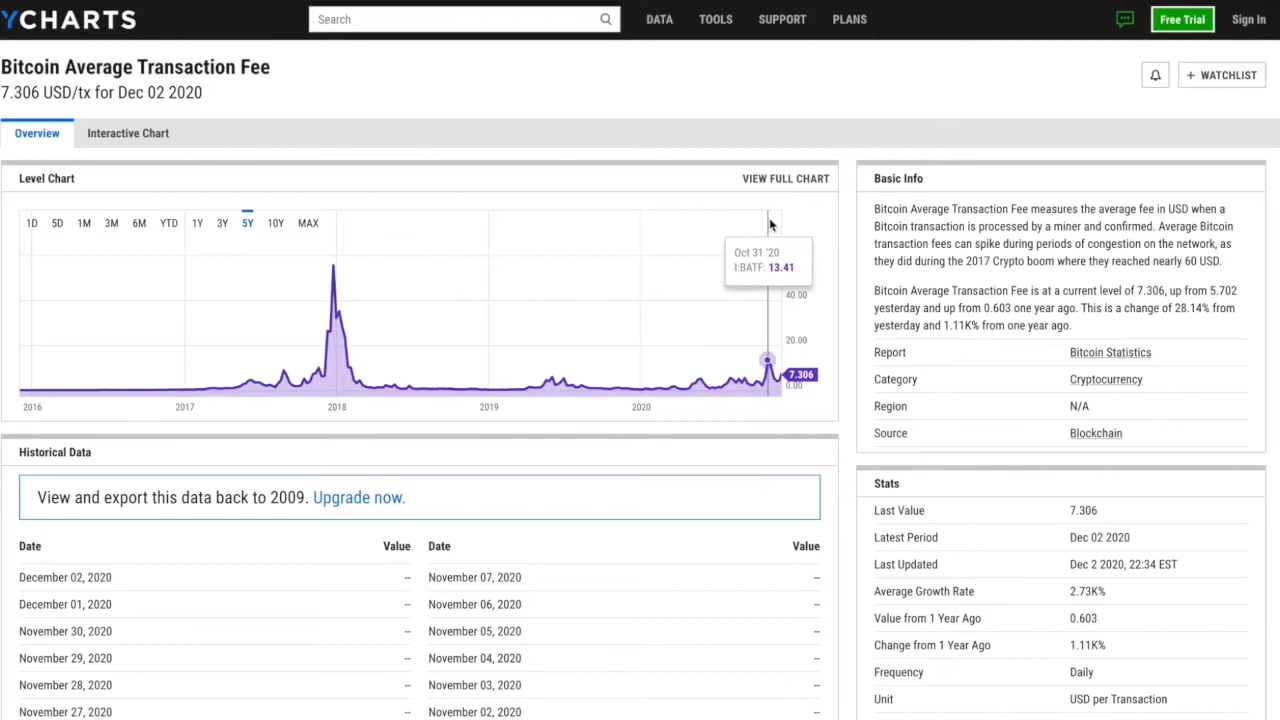 YCHARTS
Search
DATA
TOOLS
SUPPORT
PLANS
Free Trial
Sign In
Bitcoin Average Transaction Fee
7.306 USD/tx for Dec 02 2020
+ WATCHLIST
Overview
Interactive Chart
Level Chart
VIEW FULL CHART
1D 5D 1M 3M 6M YTD 1Y 3Y 5Y 10Y MAX
Oct 31 '20
I:BATF: 13.41
40.00
20.00
7.306
0.00
2016 2017 2018 2019 2020
Basic Info
Bitcoin Average Transaction Fee measures the average fee in USD when a
Bitcoin transaction is processed by a miner and confirmed. Average Bitcoin
transaction fees can spike during periods of congestion on the network, as
they did during the 2017 Crypto boom where they reached nearly 60 USD.
Bitcoin Average Transaction Fee is at a current level of 7.306, up from 5.702
yesterday and up from 0.603 one year ago. This is a change of 28.14% from
yesterday and 1.11K% from one year ago.
Report Bitcoin Statistics
Category Cryptocurrency
Region N/A
Source Blockchain
Historical Data
View and export this data back to 2009. Upgrade now.
Date Value Date Value
December 02, 2020 -- November 07, 2020 --
December 01, 2020 -- November 06, 2020 --
November 30, 2020 -- November 05, 2020 --
November 29, 2020 -- November 04, 2020 --
November 28, 2020 -- November 03, 2020 --
November 27, 2020 -- November 02, 2020 --
Stats
Last Value 7.306
Latest Period Dec 02 2020
Last Updated Dec 2 2020, 22:34 EST
Average Growth Rate 2.73K%
Value from 1 Year Ago 0.603
Change from 1 Year Ago 1.11K%
Frequency Daily
Unit USD per Transaction